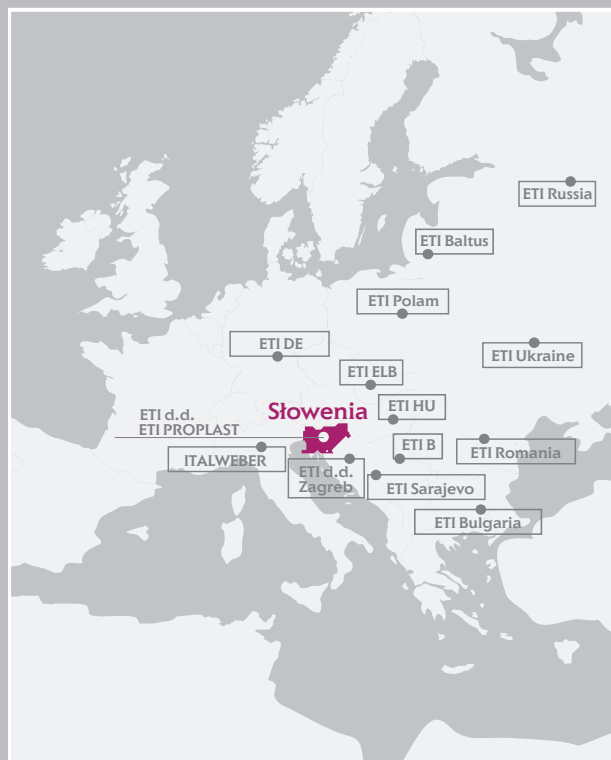 ETI Russia
ETI Baltus
ETI Polam
ETI DE
ETI Ukraine
ETI ELB
ETI HU
Słowenia
ETI d.d.
ETI PROPLAST
ITALWEBER
ETI d.d.
Zagreb
ETI B
ETI Romania
ETI Sarajevo
ETI Bulgaria